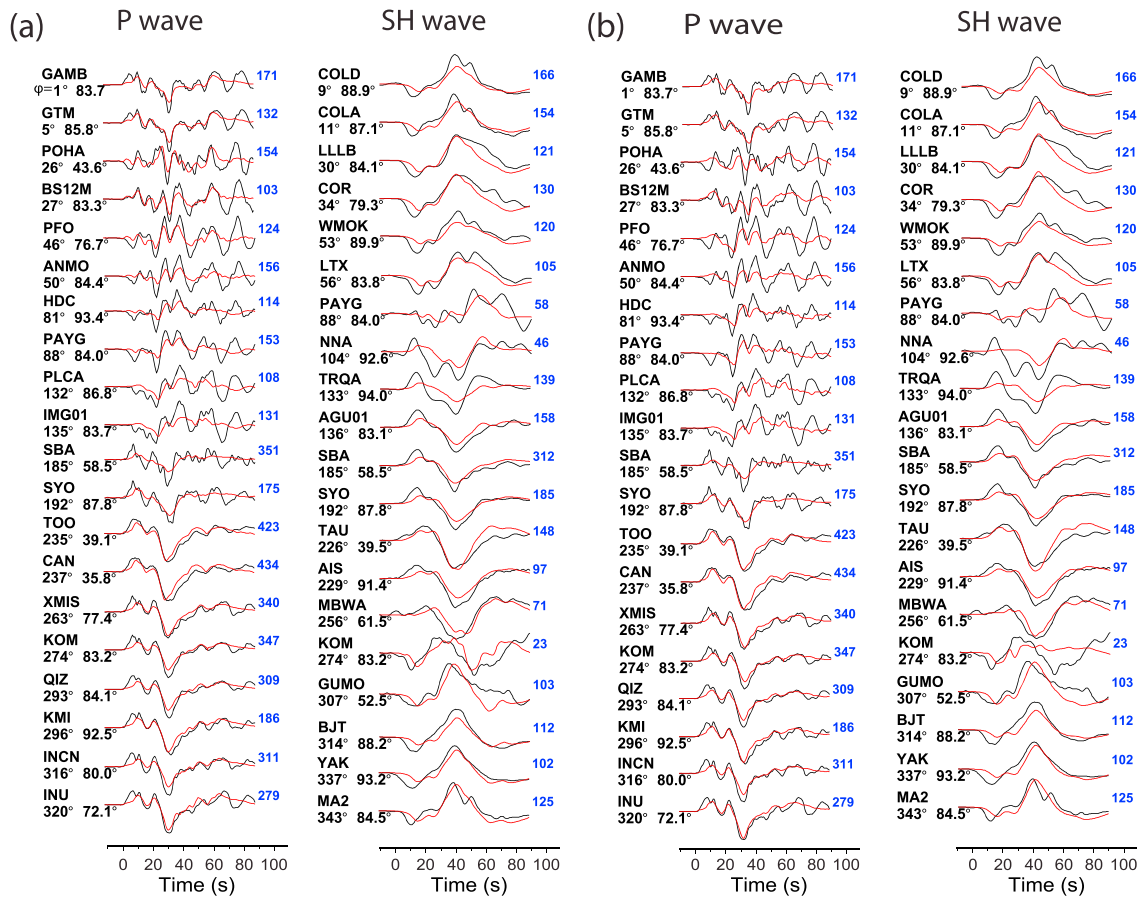 (a)
P wave
GAMB
φ=1° 83.7
171
GTM
5° 85.8°
132
POHA
26° 43.6°
154
BS12M
27° 83.3°
103
PFO
46° 76.7°
124
ANMO
50° 84.4°
156
HDC
81° 93.4°
114
PAYG
88° 84.0°
153
PLCA
132° 86.8°
108
IMG01
135° 83.7°
131
SBA
185° 58.5°
351
SYO
192° 87.8°
175
TOO
235° 39.1°
423
CAN
237° 35.8°
434
XMIS
263° 77.4°
340
KOM
274° 83.2°
347
QIZ
293° 84.1°
309
KMI
296° 92.5°
186
INCN
316° 80.0°
311
INU
320° 72.1°
279
0 20 40 60 80 100
Time (s)
SH wave
COLD
9° 88.9°
166
COLA
11° 87.1°
154
LLLB
30° 84.1°
121
COR
34° 79.3°
130
WMOK
53° 89.9°
120
LTX
56° 83.8°
105
PAYG
88° 84.0°
58
NNA
104° 92.6°
46
TRQA
133° 94.0°
139
AGU01
136° 83.1°
158
SBA
185° 58.5°
312
SYO
192° 87.8°
185
TAU
226° 39.5°
148
AIS
229° 91.4°
97
MBWA
256° 61.5°
71
KOM
274° 83.2°
23
GUMO
307° 52.5°
103
BJT
314° 88.2°
112
YAK
337° 93.2°
102
MA2
343° 84.5°
125
0 20 40 60 80 100
Time (s)
(b)
P wave
GAMB
1° 83.7°
171
GTM
5° 85.8°
132
POHA
26° 43.6°
154
BS12M
27° 83.3°
103
PFO
46° 76.7°
124
ANMO
50° 84.4°
156
HDC
81° 93.4°
114
PAYG
88° 84.0°
153
PLCA
132° 86.8°
108
IMG01
135° 83.7°
131
SBA
185° 58.5°
351
SYO
192° 87.8°
175
TOO
235° 39.1°
423
CAN
237° 35.8°
434
XMIS
263° 77.4°
340
KOM
274° 83.2°
347
QIZ
293° 84.1°
309
KMI
296° 92.5°
186
INCN
316° 80.0°
311
INU
320° 72.1°
279
0 20 40 60 80 100
Time (s)
SH wave
COLD
9° 88.9°
166
COLA
11° 87.1°
154
LLLB
30° 84.1°
121
COR
34° 79.3°
130
WMOK
53° 89.9°
120
LTX
56° 83.8°
105
PAYG
88° 84.0°
58
NNA
104° 92.6°
46
TRQA
133° 94.0°
139
AGU01
136° 83.1°
158
SBA
185° 58.5°
312
SYO
192° 87.8°
185
TAU
226° 39.5°
148
AIS
229° 91.4°
97
MBWA
256° 61.5°
71
KOM
274° 83.2°
23
GUMO
307° 52.5°
103
BJT
314° 88.2°
112
YAK
337° 93.2°
102
MA2
343° 84.5°
125
0 20 40 60 80 100
Time (s)